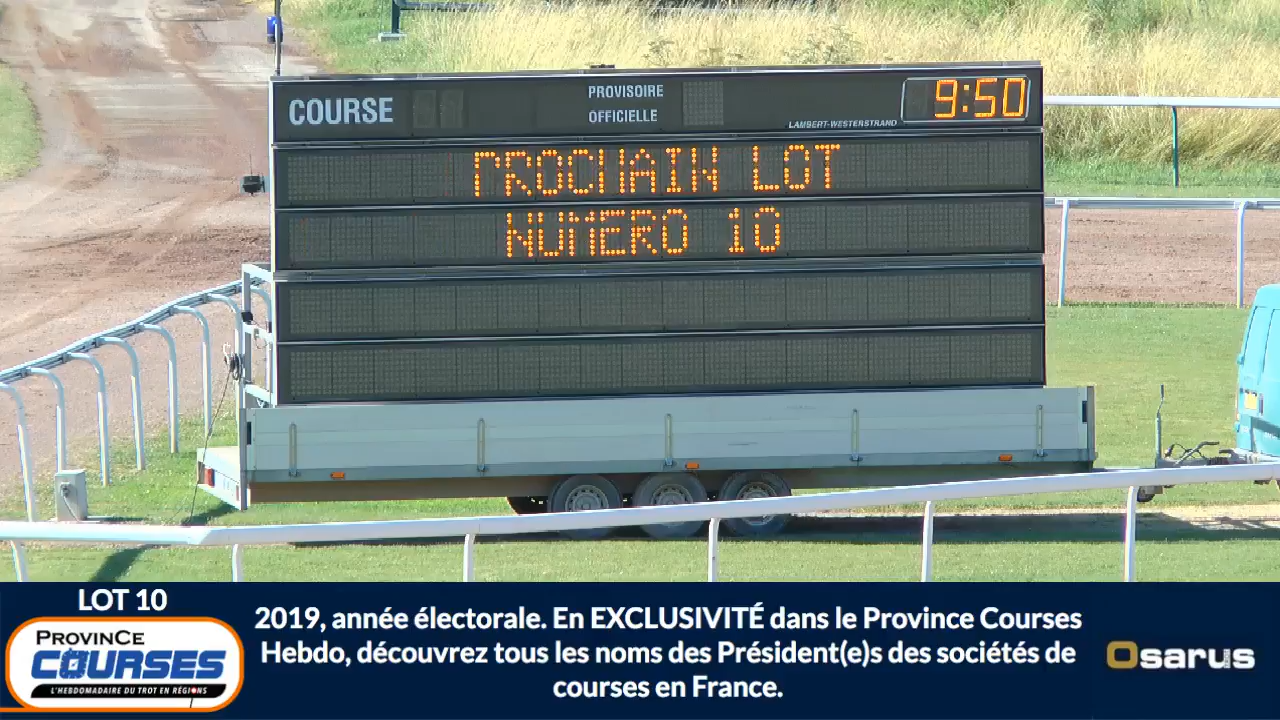 COURSE
PROVISOIRE
OFFICIELLE
LAMBERT-WESTERSTRAND
9:50
PROCHAIN LOT
NUMERO 10
LOT 10
PROVINCE
COURSES
L'HEBDOMADAIRE DU TROT EN RÉGIONS
2019, année électorale. En EXCLUSIVITÉ dans le Province Courses
Hebdo, découvrez tous les noms des Président(e)s des sociétés de
courses en France.
Osarus